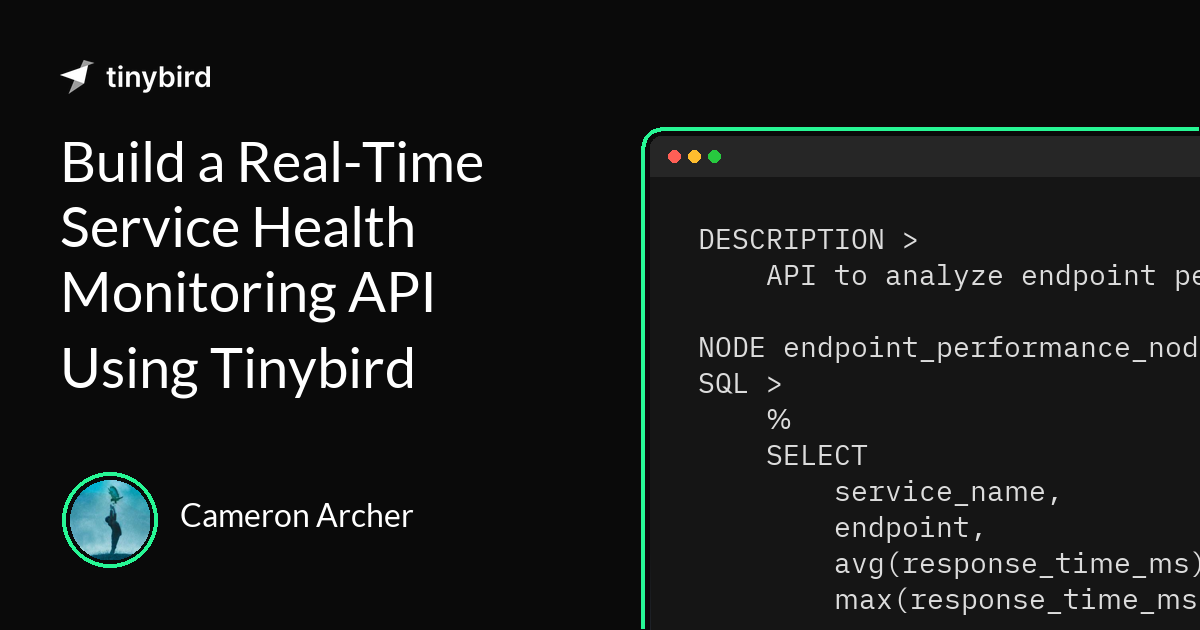 tinybird
Build a Real-Time
Service Health
Monitoring API
Using Tinybird
Cameron Archer
DESCRIPTION >
API to analyze endpoint pe
NODE endpoint_performance_nod
SQL >
%
SELECT
service_name,
endpoint,
avg(response_time_ms)
max(response_time_ms